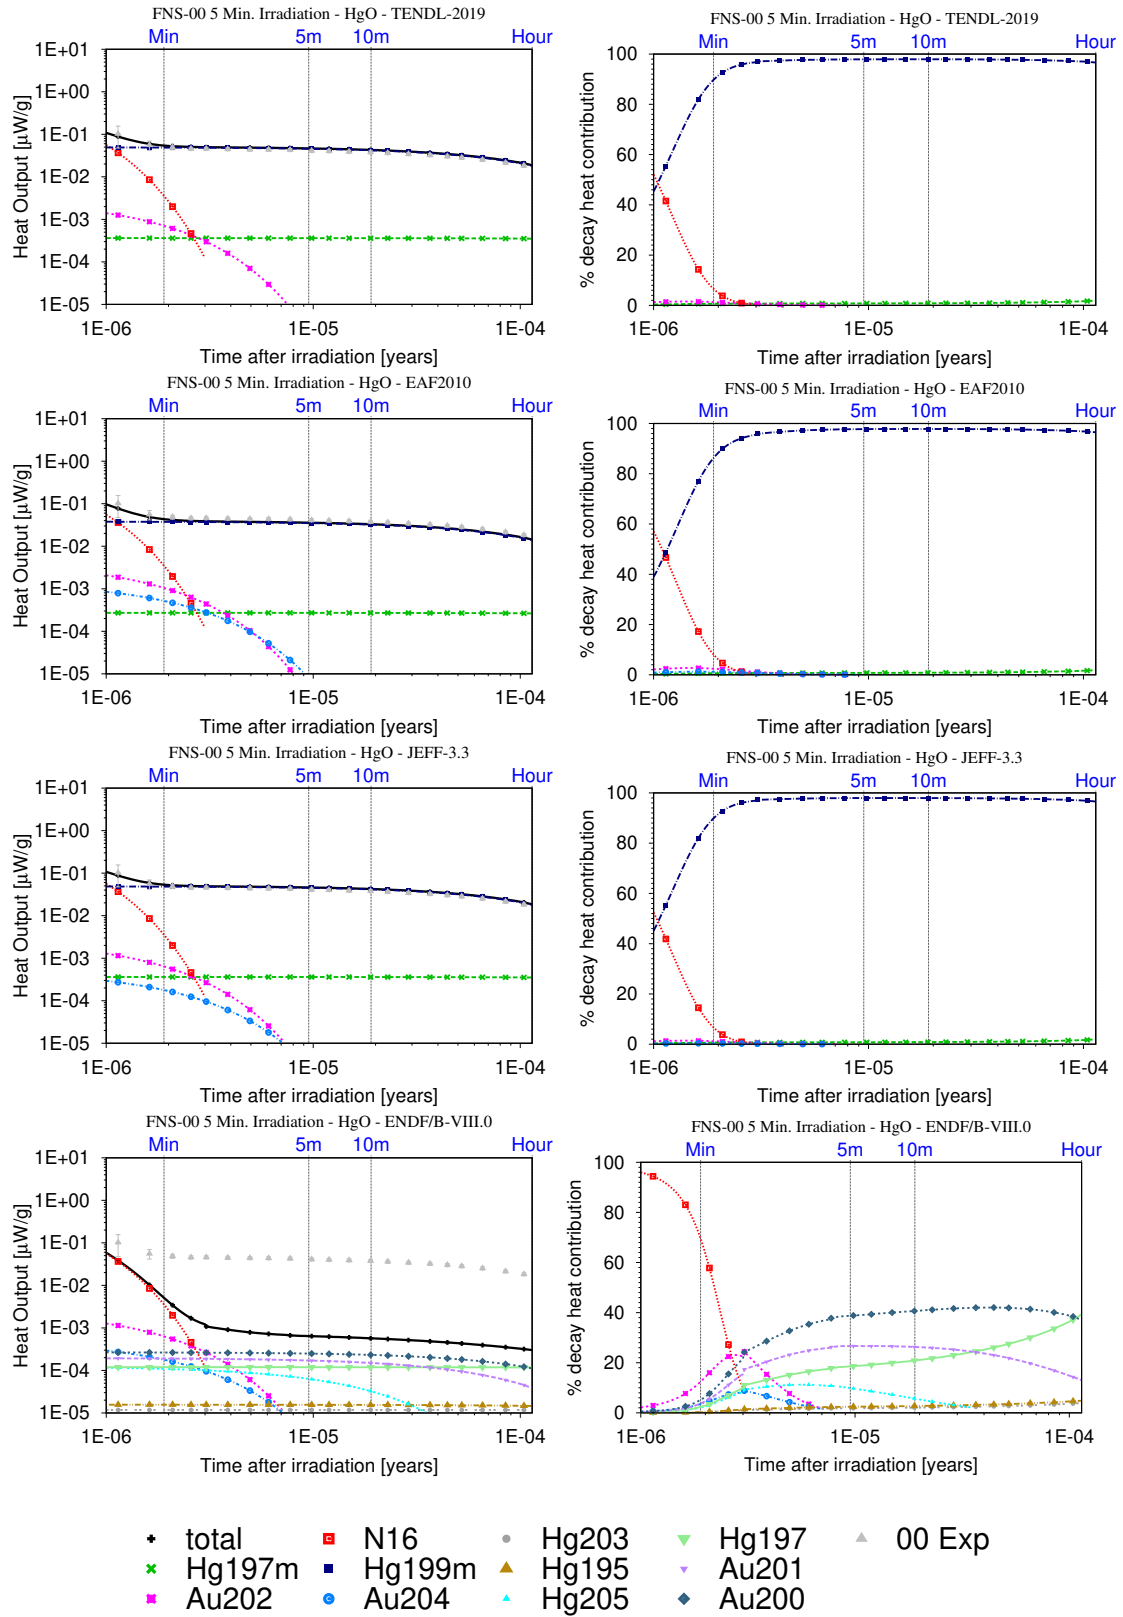 FNS-00 5 Min. Irradiation - HgO - TENDL-2019
Min 5m 10m Hour
1E+01
1E+00
1E-01
1E-02
1E-03
1E-04
1E-05
Heat Output [µW/g]
1E-06 1E-05 1E-04
Time after irradiation [years]
FNS-00 5 Min. Irradiation - HgO - TENDL-2019
Min 5m 10m Hour
100
80
60
40
20
0
% decay heat contribution
1E-06 1E-05 1E-04
Time after irradiation [years]
FNS-00 5 Min. Irradiation - HgO - EAF2010
Min 5m 10m Hour
1E+01
1E+00
1E-01
1E-02
1E-03
1E-04
1E-05
Heat Output [µW/g]
1E-06 1E-05 1E-04
Time after irradiation [years]
FNS-00 5 Min. Irradiation - HgO - EAF2010
Min 5m 10m Hour
100
80
60
40
20
0
% decay heat contribution
1E-06 1E-05 1E-04
Time after irradiation [years]
FNS-00 5 Min. Irradiation - HgO - JEFF-3.3
Min 5m 10m Hour
1E+01
1E+00
1E-01
1E-02
1E-03
1E-04
1E-05
Heat Output [µW/g]
1E-06 1E-05 1E-04
Time after irradiation [years]
FNS-00 5 Min. Irradiation - HgO - JEFF-3.3
Min 5m 10m Hour
100
80
60
40
20
0
% decay heat contribution
1E-06 1E-05 1E-04
Time after irradiation [years]
FNS-00 5 Min. Irradiation - HgO - ENDF/B-VIII.0
Min 5m 10m Hour
1E+01
1E+00
1E-01
1E-02
1E-03
1E-04
1E-05
Heat Output [µW/g]
1E-06 1E-05 1E-04
Time after irradiation [years]
FNS-00 5 Min. Irradiation - HgO - ENDF/B-VIII.0
Min 5m 10m Hour
100
80
60
40
20
0
% decay heat contribution
1E-06 1E-05 1E-04
Time after irradiation [years]
total N16 Hg203 Hg197 00 Exp
Hg197m Hg199m Hg195 Au201
Au202 Au204 Hg205 Au200